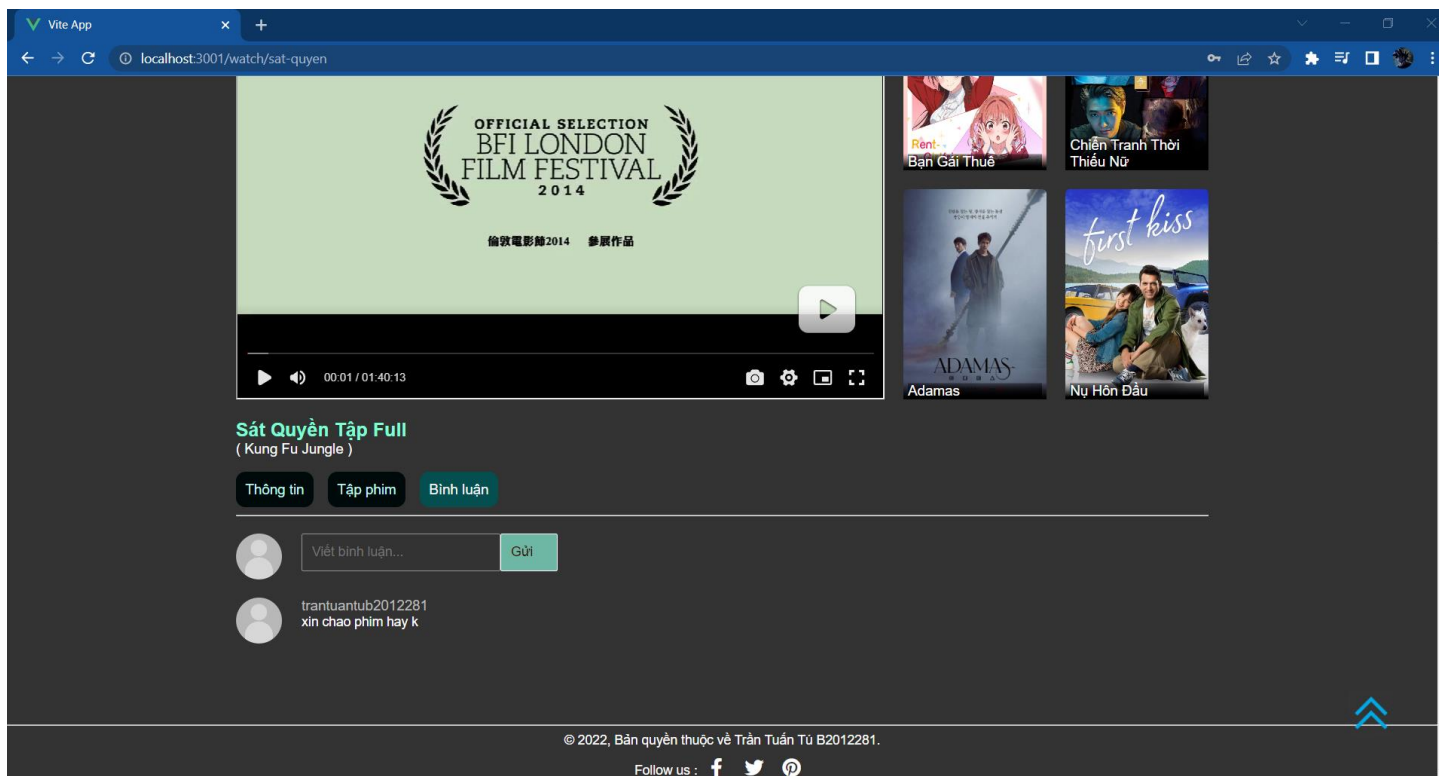 Vite App
localhost:3001/watch/sat-quyen
OFFICIAL SELECTION
BFI LONDON
FILM FESTIVAL
2014
倫敦電影節2014 參展作品
00:01 / 01:40:13
Rent-
Bạn Gái Thuê
Chiến Tranh Thời
Thiếu Nữ
ADAMAS
아다마스
Adamas
first kiss
Nụ Hôn Đầu
Sát Quyền Tập Full
( Kung Fu Jungle )
Thông tin
Tập phim
Bình luận
Viết bình luận...
Gửi
trantuantub2012281
xin chao phim hay k
© 2022, Bản quyền thuộc về Trần Tuấn Tú B2012281.
Follow us :